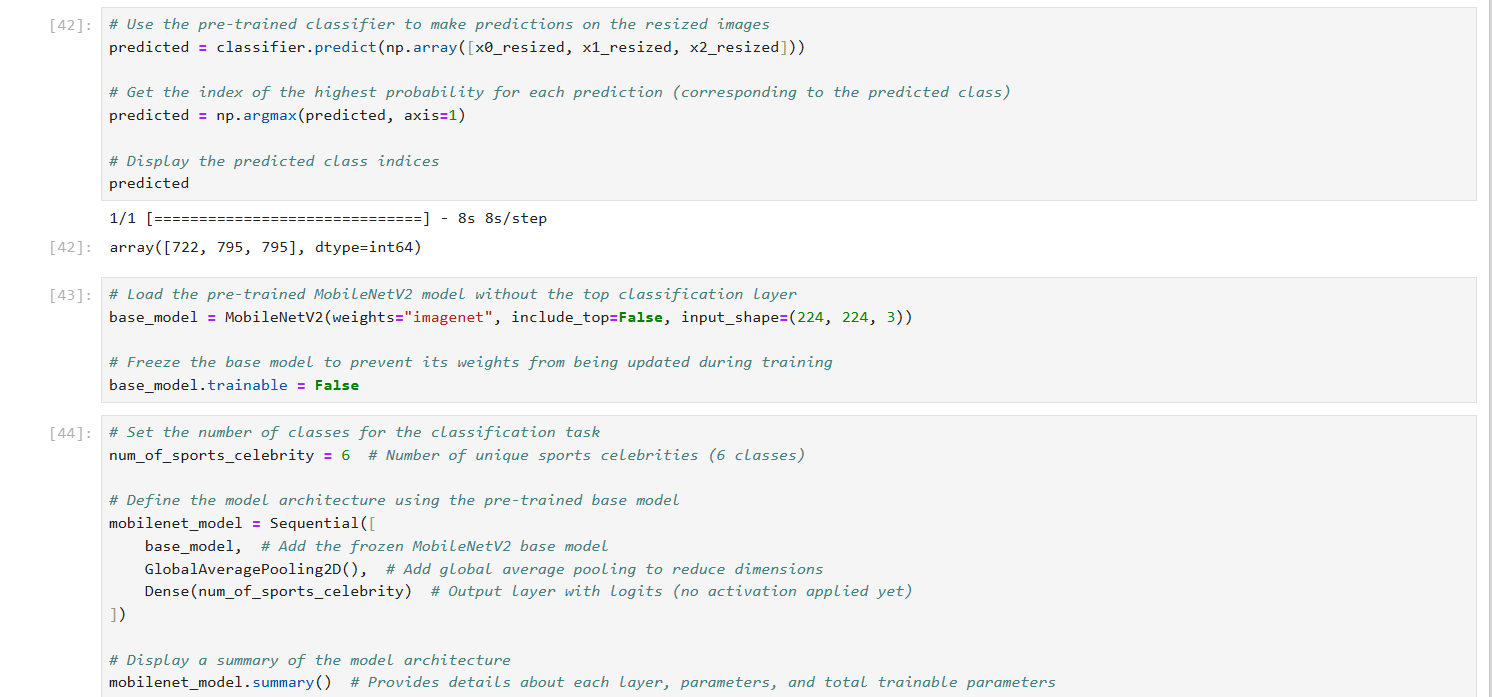 [42]: # Use the pre-trained classifier to make predictions on the resized images
predicted = classifier.predict(np.array([x0_resized, x1_resized, x2_resized]))
# Get the index of the highest probability for each prediction (corresponding to the predicted class)
predicted = np.argmax(predicted, axis=1)
# Display the predicted class indices
predicted
1/1 [==============================] - 8s 8s/step
[42]: array([722, 795, 795], dtype=int64)
[43]: # Load the pre-trained MobileNetV2 model without the top classification layer
base_model = MobileNetV2(weights="imagenet", include_top=False, input_shape=(224, 224, 3))
# Freeze the base model to prevent its weights from being updated during training
base_model.trainable = False
[44]: # Set the number of classes for the classification task
num_of_sports_celebrity = 6  # Number of unique sports celebrities (6 classes)
# Define the model architecture using the pre-trained base model
mobilenet_model = Sequential([
    base_model,  # Add the frozen MobileNetV2 base model
    GlobalAveragePooling2D(),  # Add global average pooling to reduce dimensions
    Dense(num_of_sports_celebrity)  # Output layer with logits (no activation applied yet)
])
# Display a summary of the model architecture
mobilenet_model.summary()  # Provides details about each layer, parameters, and total trainable parameters